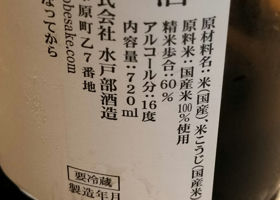 酒
原材料名:米(国産)、米こうじ(国産米)
原料米:国産米100%使用
精米歩合:60%
アルコール分:16度
内容量:720ml
式会社 水戸部酒造
原町乙7番地
obesake.com/
なってから
要冷蔵
製造年月